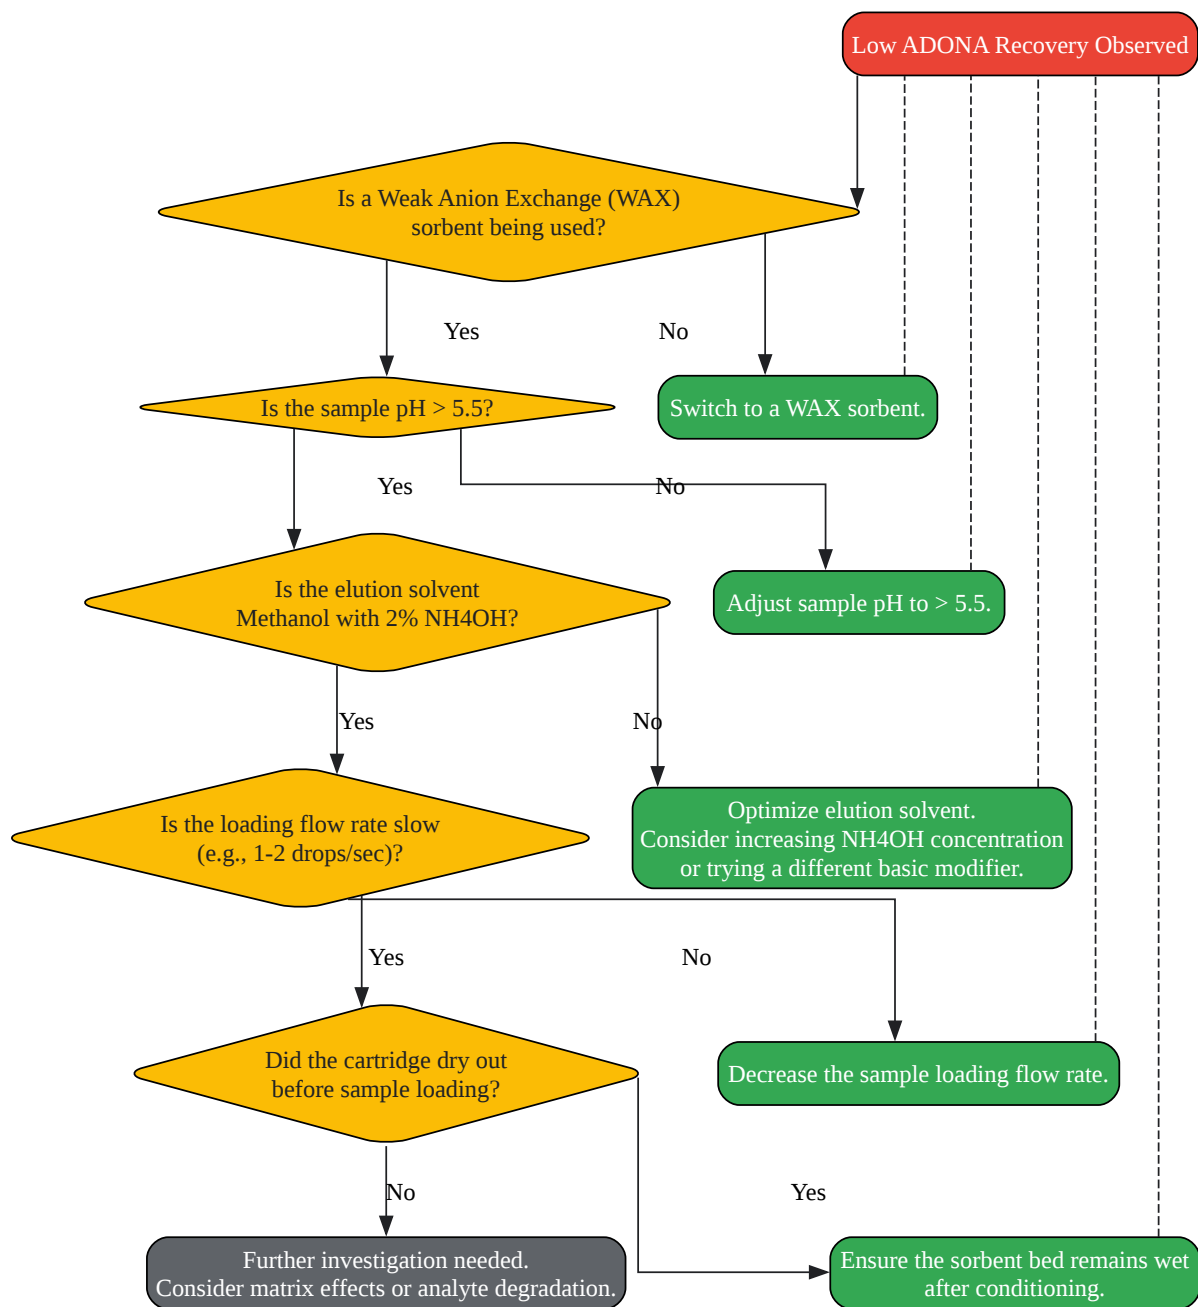 Low ADONA Recovery Observed
Is a Weak Anion Exchange (WAX)
sorbent being used?
Yes
No
Is the sample pH > 5.5?
Switch to a WAX sorbent.
Yes
No
Is the elution solvent
Methanol with 2% NH4OH?
Adjust sample pH to > 5.5.
Yes
No
Is the loading flow rate slow
(e.g., 1-2 drops/sec)?
Optimize elution solvent.
Consider increasing NH4OH concentration
or trying a different basic modifier.
Yes
No
Did the cartridge dry out
before sample loading?
Decrease the sample loading flow rate.
No
Yes
Further investigation needed.
Consider matrix effects or analyte degradation.
Ensure the sorbent bed remains wet
after conditioning.